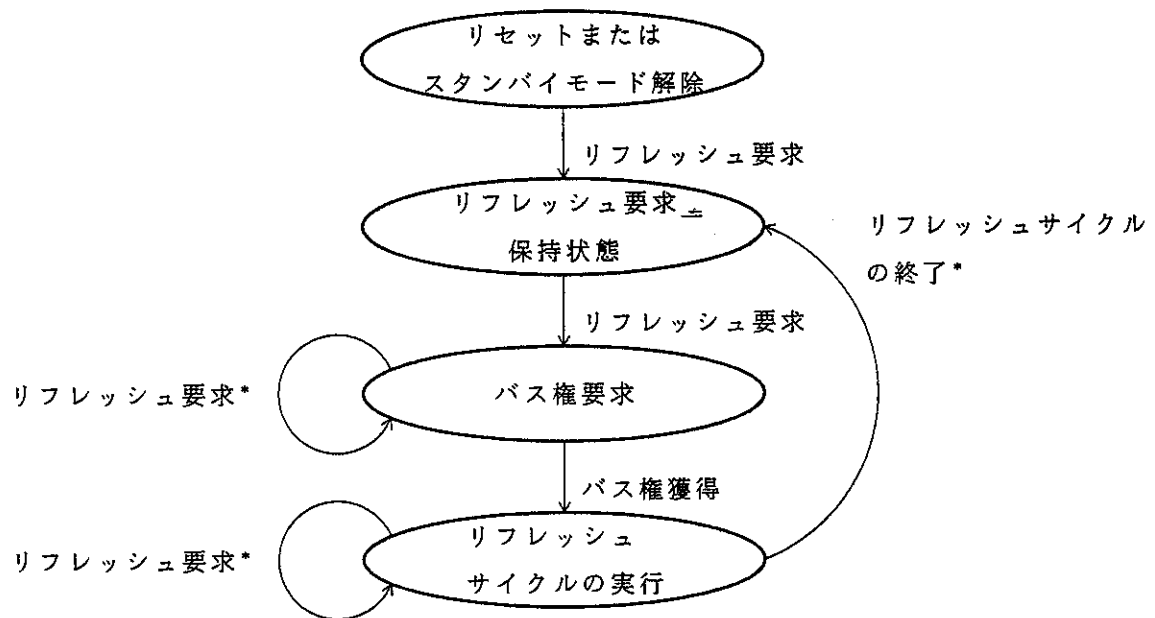 リセットまたは
スタンバイモード解除
リフレッシュ要求
リフレッシュ要求
保持状態
リフレッシュサイクル
の終了*
リフレッシュ要求
リフレッシュ要求*
バス権要求
バス権獲得
リフレッシュ要求*
リフレッシュ
サイクルの実行